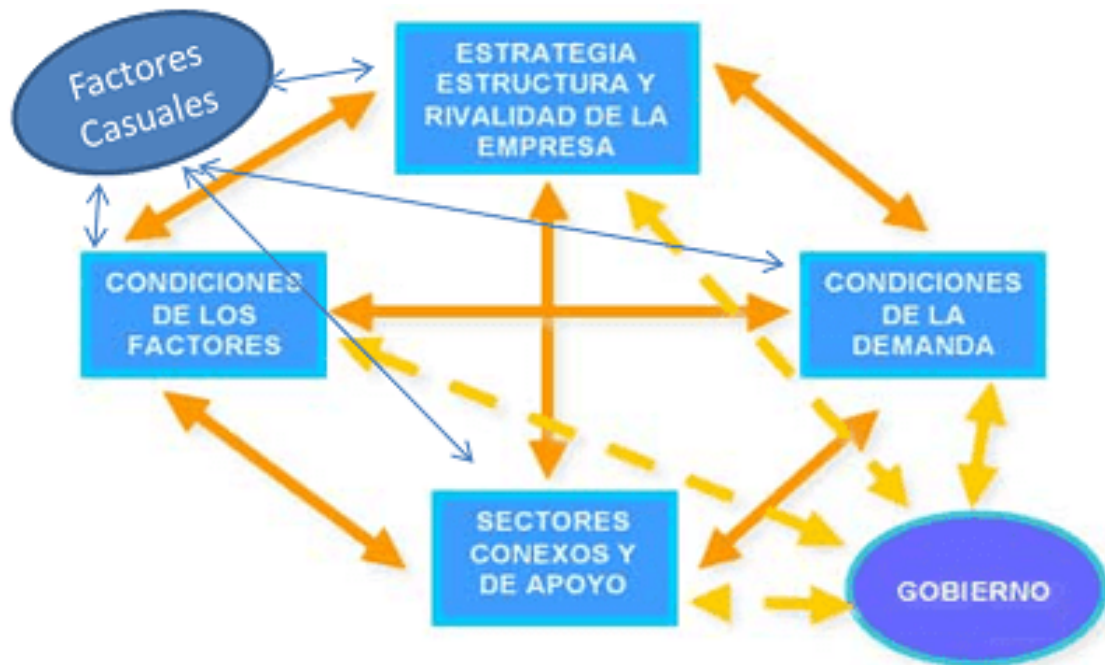 Factores
Casuales
ESTRATEGIA
ESTRUCTURA Y
RIVALIDAD DE LA
EMPRESA
CONDICIONES
DE LOS
FACTORES
CONDICIONES
DE LA
DEMANDA
SECTORES
CONEXOS Y
DE APOYO
GOBIERNO